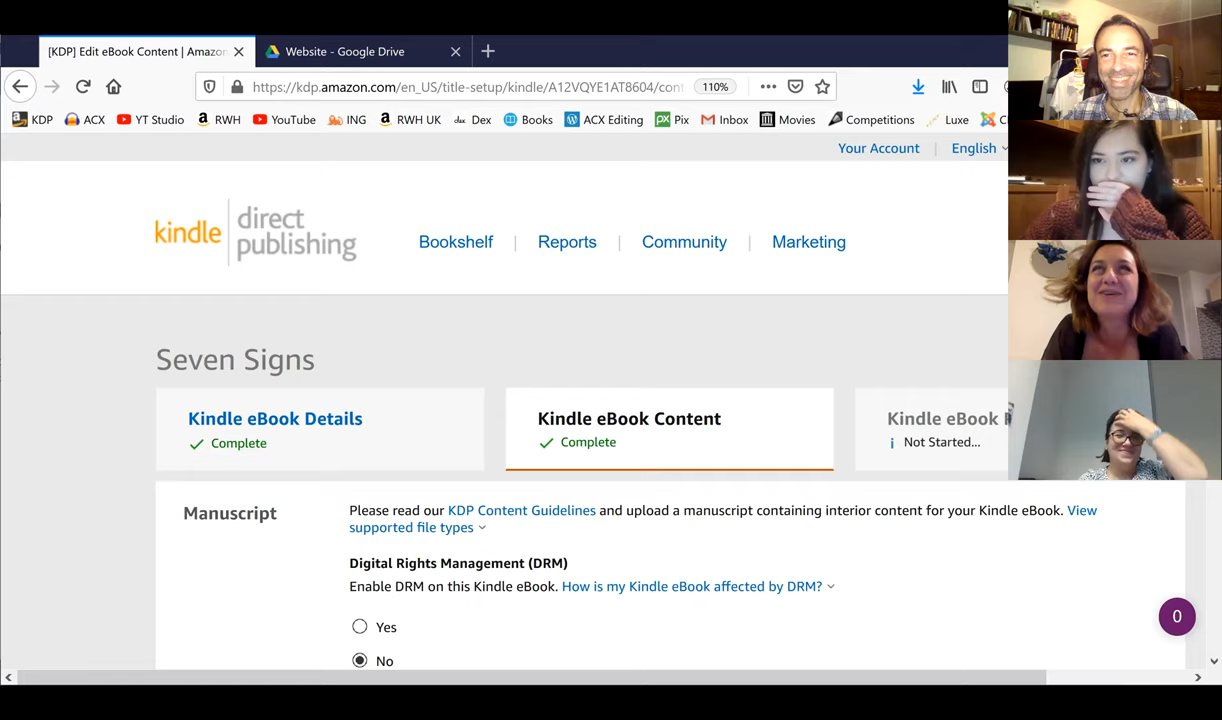 [KDP] Edit eBook Content | Amazon
Website - Google Drive
https://kdp.amazon.com/en_US/title-setup/kindle/A12VQYE1AT8604/cont
110%
KDP ACX YT Studio RWH YouTube ING RWH UK dex Dex Books ACX Editing PX Pix Inbox Movies Competitions Luxe C
Your Account | English
kindle direct publishing
Bookshelf | Reports | Community | Marketing
Seven Signs
Kindle eBook Details
Complete
Kindle eBook Content
Complete
Kindle eBook
Not Started...
Manuscript
Please read our KDP Content Guidelines and upload a manuscript containing interior content for your Kindle eBook. View
supported file types
Digital Rights Management (DRM)
Enable DRM on this Kindle eBook. How is my Kindle eBook affected by DRM?
Yes
No
0